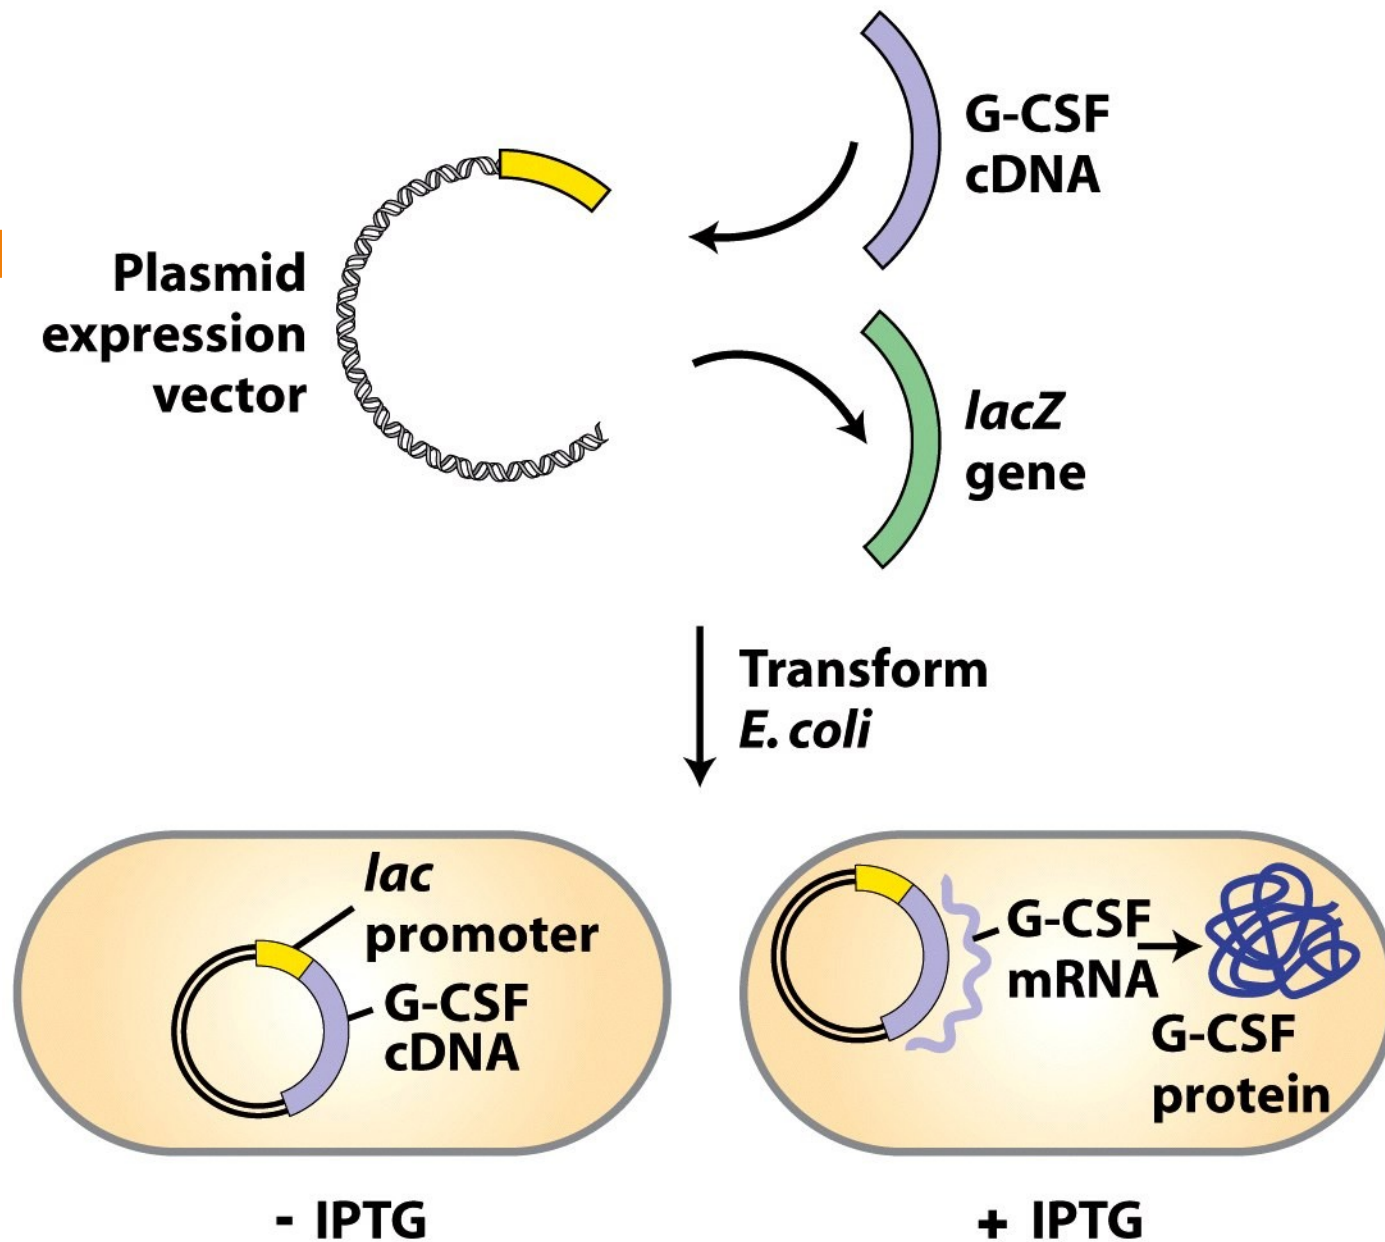 G-CSF
cDNA
Plasmid
expression
vector
lacZ
gene
Transform
E. coli
lac
promoter
G-CSF
cDNA
G-CSF
mRNA
G-CSF
protein
- IPTG
+ IPTG